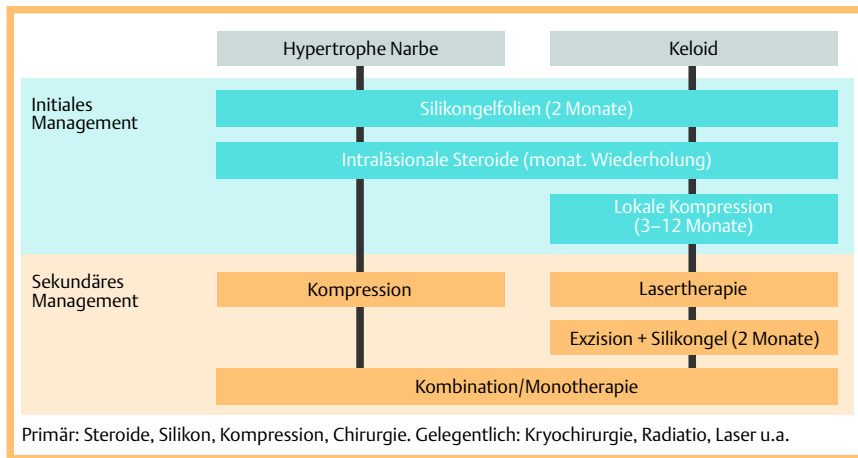 Hypertrophe Narbe
Keloid
Initiales
Management
Silikongelfolien (2 Monate)
Intraläsionale Steroide (monat. Wiederholung)
Lokale Kompression
(3–12 Monate)
Sekundäres
Management
Kompression
Lasertherapie
Exzision + Silikongel (2 Monate)
Kombination/Monotherapie
Primär: Steroide, Silikon, Kompression, Chirurgie. Gelegentlich: Kryochirurgie, Radiatio, Laser u.a.